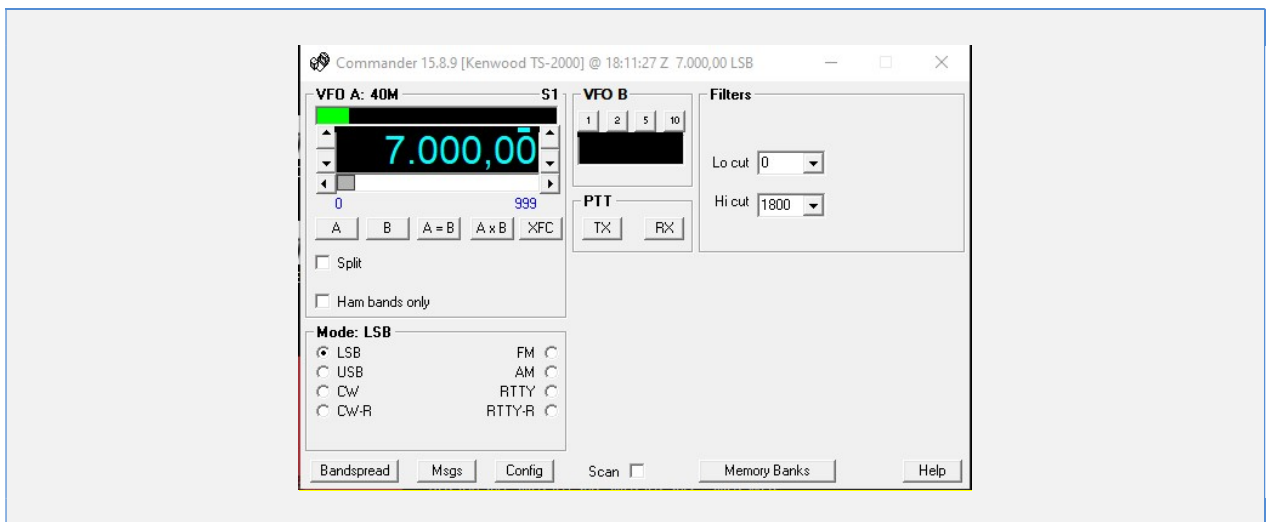 Commander 15.8.9 [Kenwood TS-2000] @ 18:11:27 Z 7.000,00 LSB
VFO A: 40M S1
7.000,00
0 999
A B A = B A x B XFC
Split
Ham bands only
VFO B
1 2 5 10
PTT
TX RX
Filters
Lo cut 0
Hi cut 1800
Mode: LSB
LSB FM
USB AM
CW RTTY
CW-R RTTY-R
Bandspread Msgs Config Scan Memory Banks Help